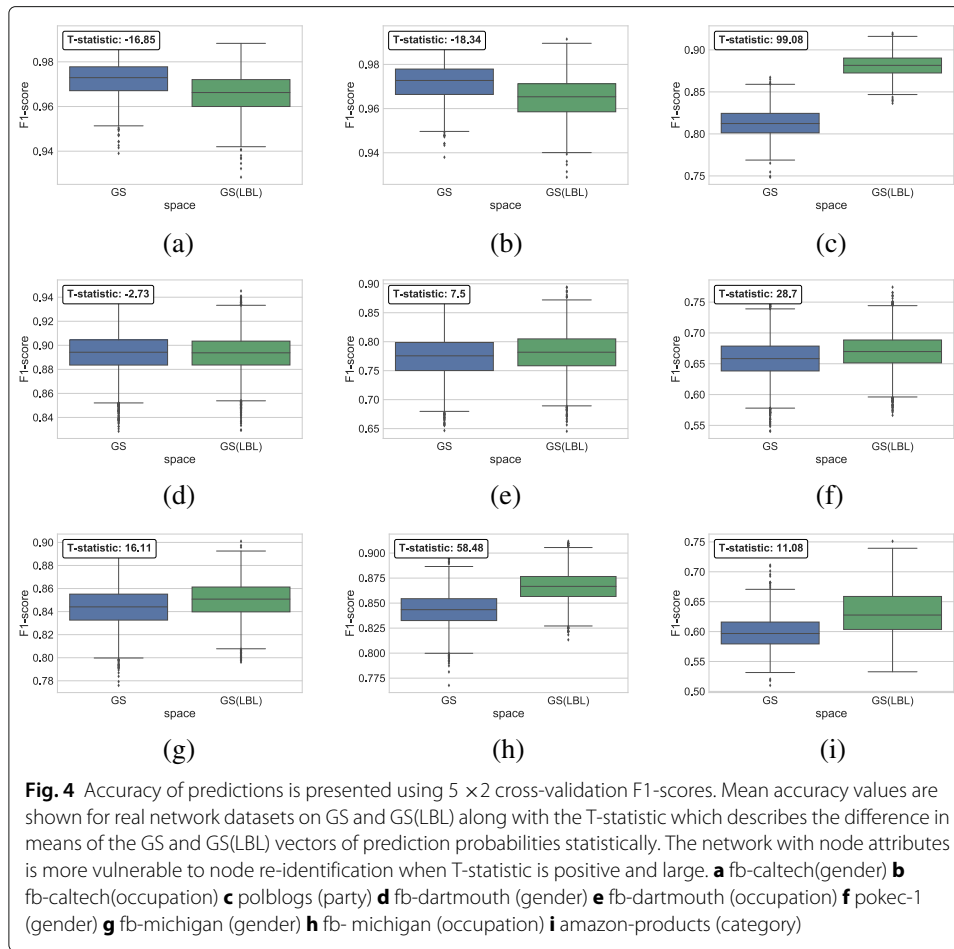 T-statistic: -16.85
F1-score
0.98
0.96
0.94
GS
GS(LBL)
space
(a)
T-statistic: -18.34
F1-score
0.98
0.96
0.94
GS
GS(LBL)
space
(b)
T-statistic: 99.08
F1-score
0.90
0.85
0.80
0.75
GS
GS(LBL)
space
(c)
T-statistic: -2.73
F1-score
0.94
0.92
0.90
0.88
0.86
0.84
GS
GS(LBL)
space
(d)
T-statistic: 7.5
F1-score
0.90
0.85
0.80
0.75
0.70
0.65
GS
GS(LBL)
space
(e)
T-statistic: 28.7
F1-score
0.75
0.70
0.65
0.60
0.55
GS
GS(LBL)
space
(f)
T-statistic: 16.11
F1-score
0.90
0.88
0.86
0.84
0.82
0.80
0.78
GS
GS(LBL)
space
(g)
T-statistic: 58.48
F1-score
0.900
0.875
0.850
0.825
0.800
0.775
GS
GS(LBL)
space
(h)
T-statistic: 11.08
F1-score
0.75
0.70
0.65
0.60
0.55
0.50
GS
GS(LBL)
space
(i)
Fig. 4 Accuracy of predictions is presented using 5 ×2 cross-validation F1-scores. Mean accuracy values are
shown for real network datasets on GS and GS(LBL) along with the T-statistic which describes the difference in
means of the GS and GS(LBL) vectors of prediction probabilities statistically. The network with node attributes
is more vulnerable to node re-identification when T-statistic is positive and large. a fb-caltech(gender) b
fb-caltech(occupation) c polblogs (party) d fb-dartmouth (gender) e fb-dartmouth (occupation) f pokec-1
(gender) g fb-michigan (gender) h fb- michigan (occupation) i amazon-products (category)